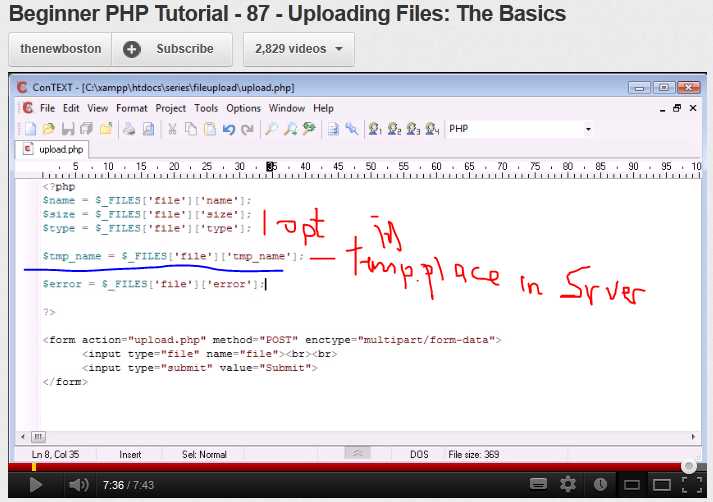 Beginner PHP Tutorial - 87 - Uploading Files: The Basics
thenewboston
Subscribe
2,829 videos
ConTEXT - [C:\xampp\htdocs\series\fileupload\upload.php]
File Edit View Format Project Tools Options Window Help
PHP
upload.php
5 10 15 20 25 30 35 40 45 50 55 60 65 70 75 80 85 90 95 10
<?php
$name = $_FILES['file']['name'];
$size = $_FILES['file']['size'];
$type = $_FILES['file']['type'];
opt
$tmp_name = $_FILES['file']['tmp_name'];
tmp.place in Srver
$error = $_FILES['file']['error'];
?>
<form action="upload.php" method="POST" enctype="multipart/form-data">
<input type="file" name="file"><br><br>
<input type="submit" value="Submit">
</form>
Ln 8, Col 35 Insert Sel: Normal DOS File size: 369
7:36 / 7:43